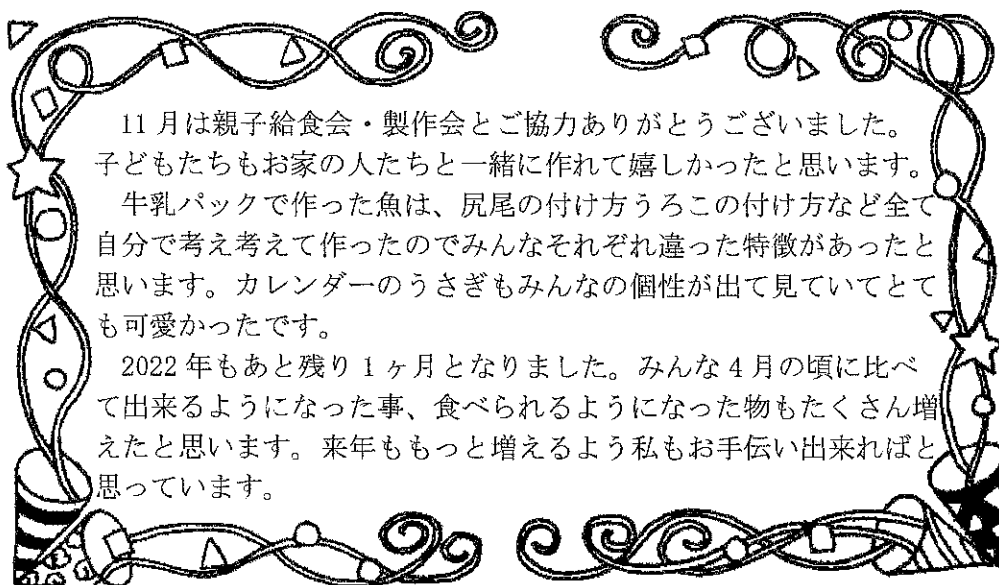 11月は親子給食会・製作会とご協力ありがとうございました。
子どもたちもお家の人たちと一緒に作れて嬉しかったと思います。
牛乳パックで作った魚は、尻尾の付け方うろこの付け方など全て
自分で考え考えて作ったのでみんなそれぞれ違った特徴があったと
思います。カレンダーのうさぎもみんなの個性が出て見ていてとて
も可愛かったです。
2022年もあと残り1ヶ月となりました。みんな4月の頃に比べ
て出来るようになった事、食べられるようになった物もたくさん増
えたと思います。来年ももっと増えるよう私もお手伝い出来ればと
思っています。